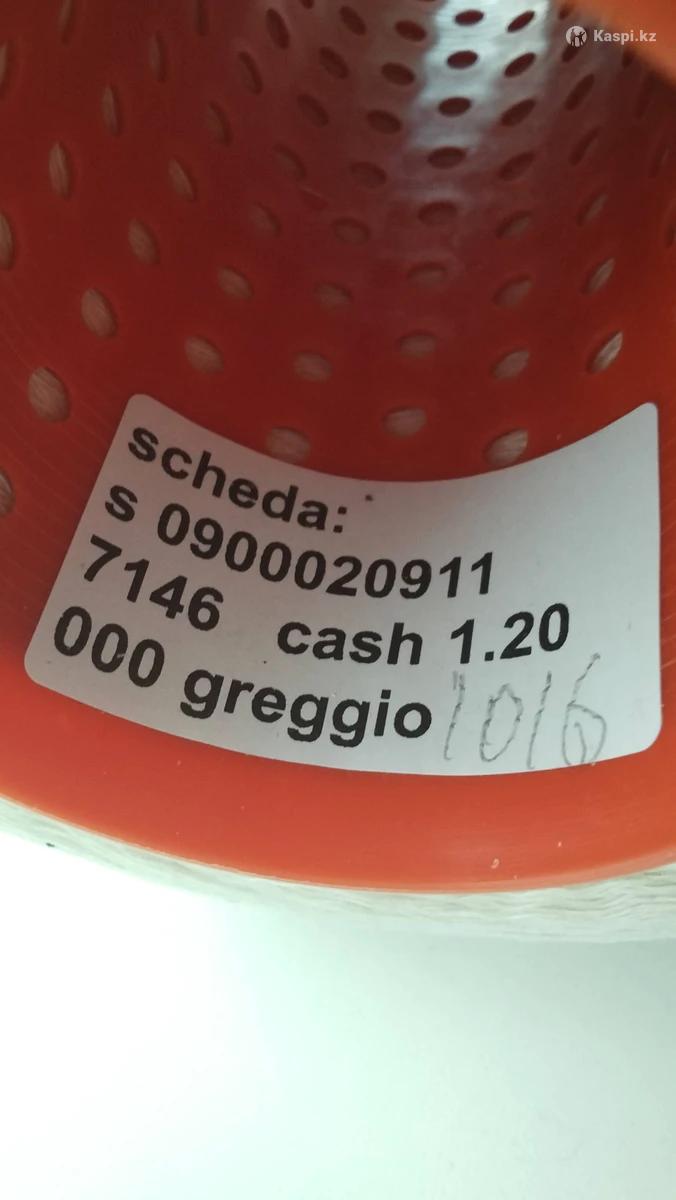 Kaspi.kz
scheda:
s 0900020911
7146 cash 1.20
000 greggio 1016